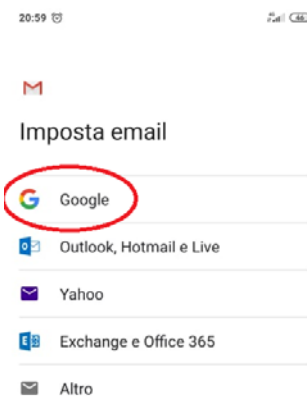 20:59
Imposta email
Google
Outlook, Hotmail e Live
Yahoo
Exchange e Office 365
Altro